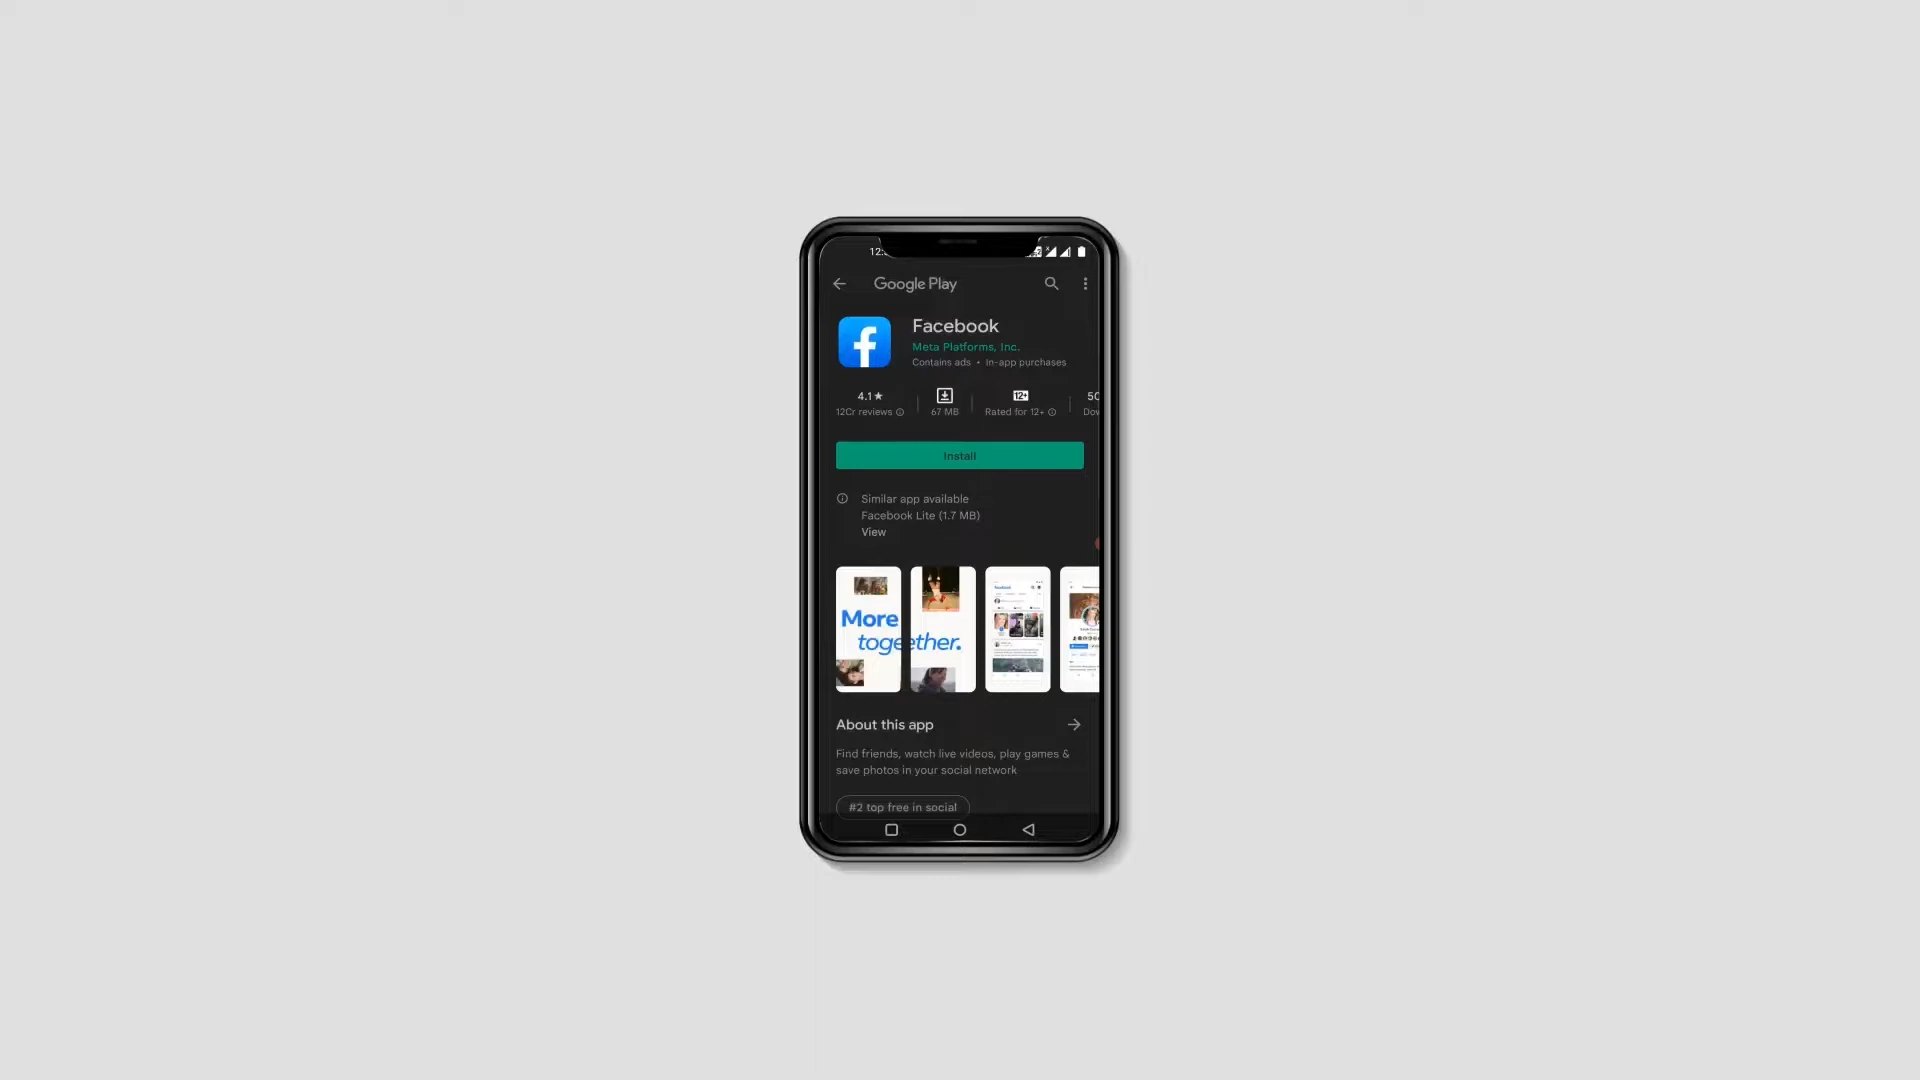 Google Play
Facebook
Meta Platforms, Inc.
Contains ads • In-app purchases
4.1★
12Cr reviews
67 MB
12+
Rated for 12+
Install
Similar app available
Facebook Lite (1.7 MB)
View
More
together.
About this app
Find friends, watch live videos, play games &
save photos in your social network
#2 top free in social